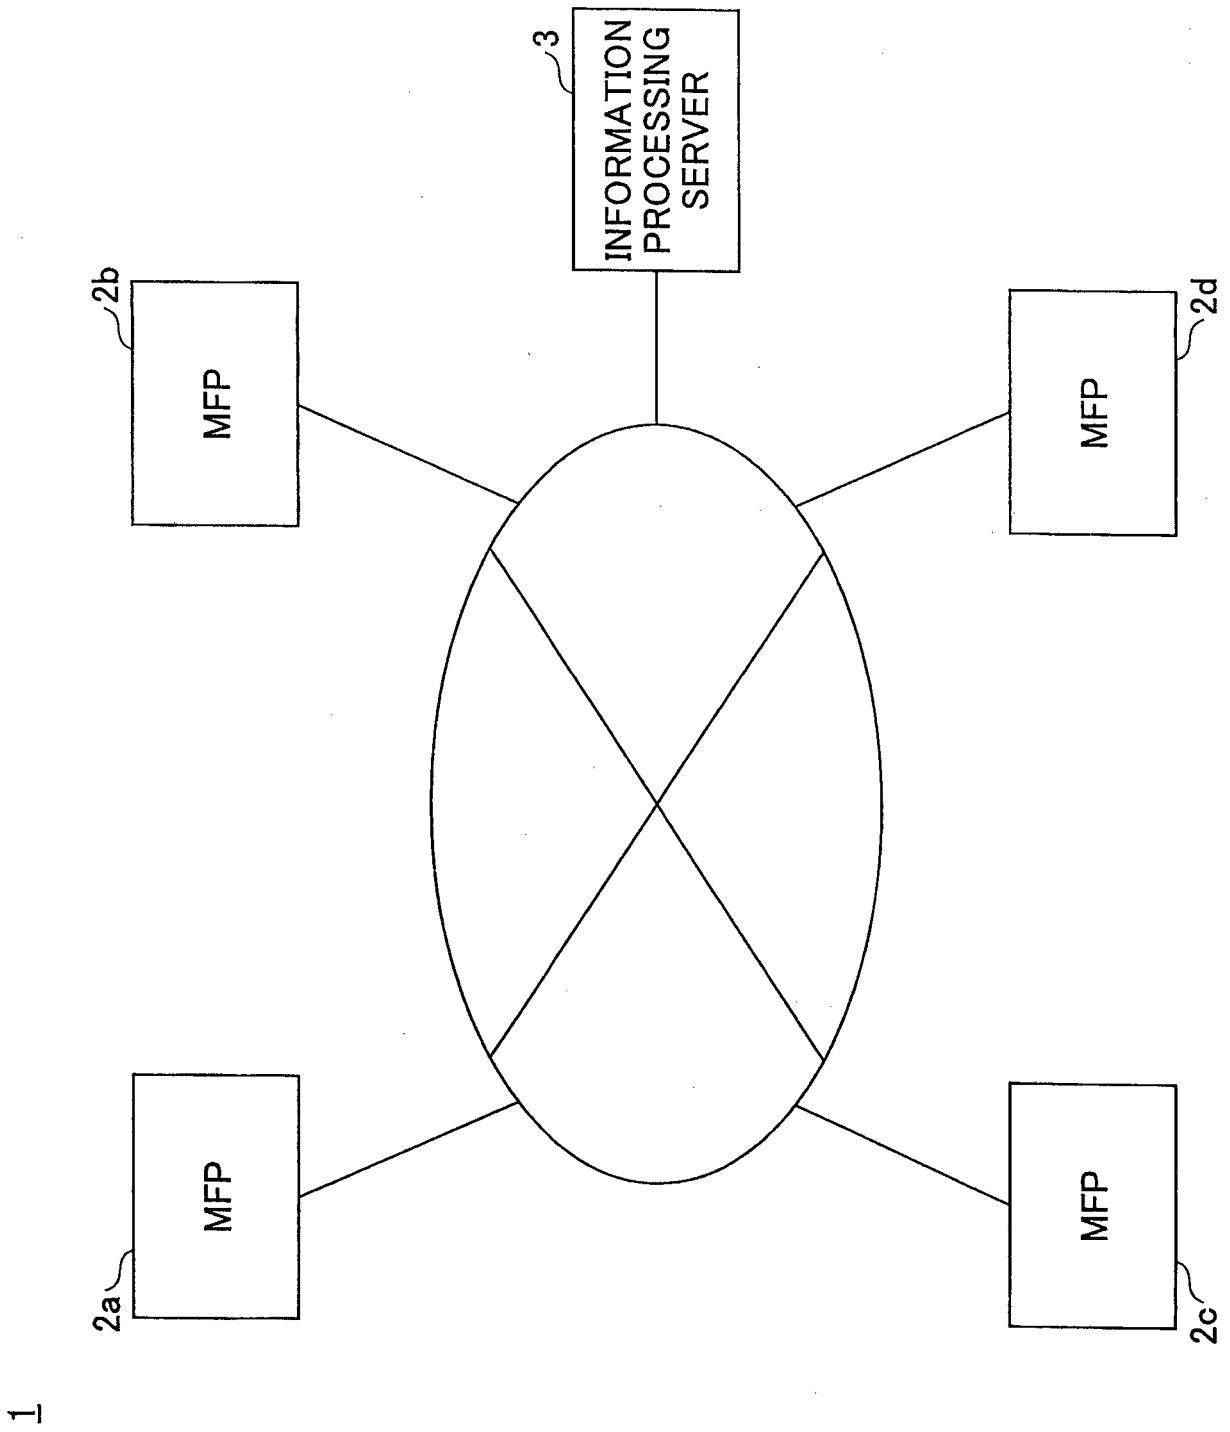 1
2a
MFP
2b
MFP
3
INFORMATION
PROCESSING
SERVER
MFP
2c
MFP
2d